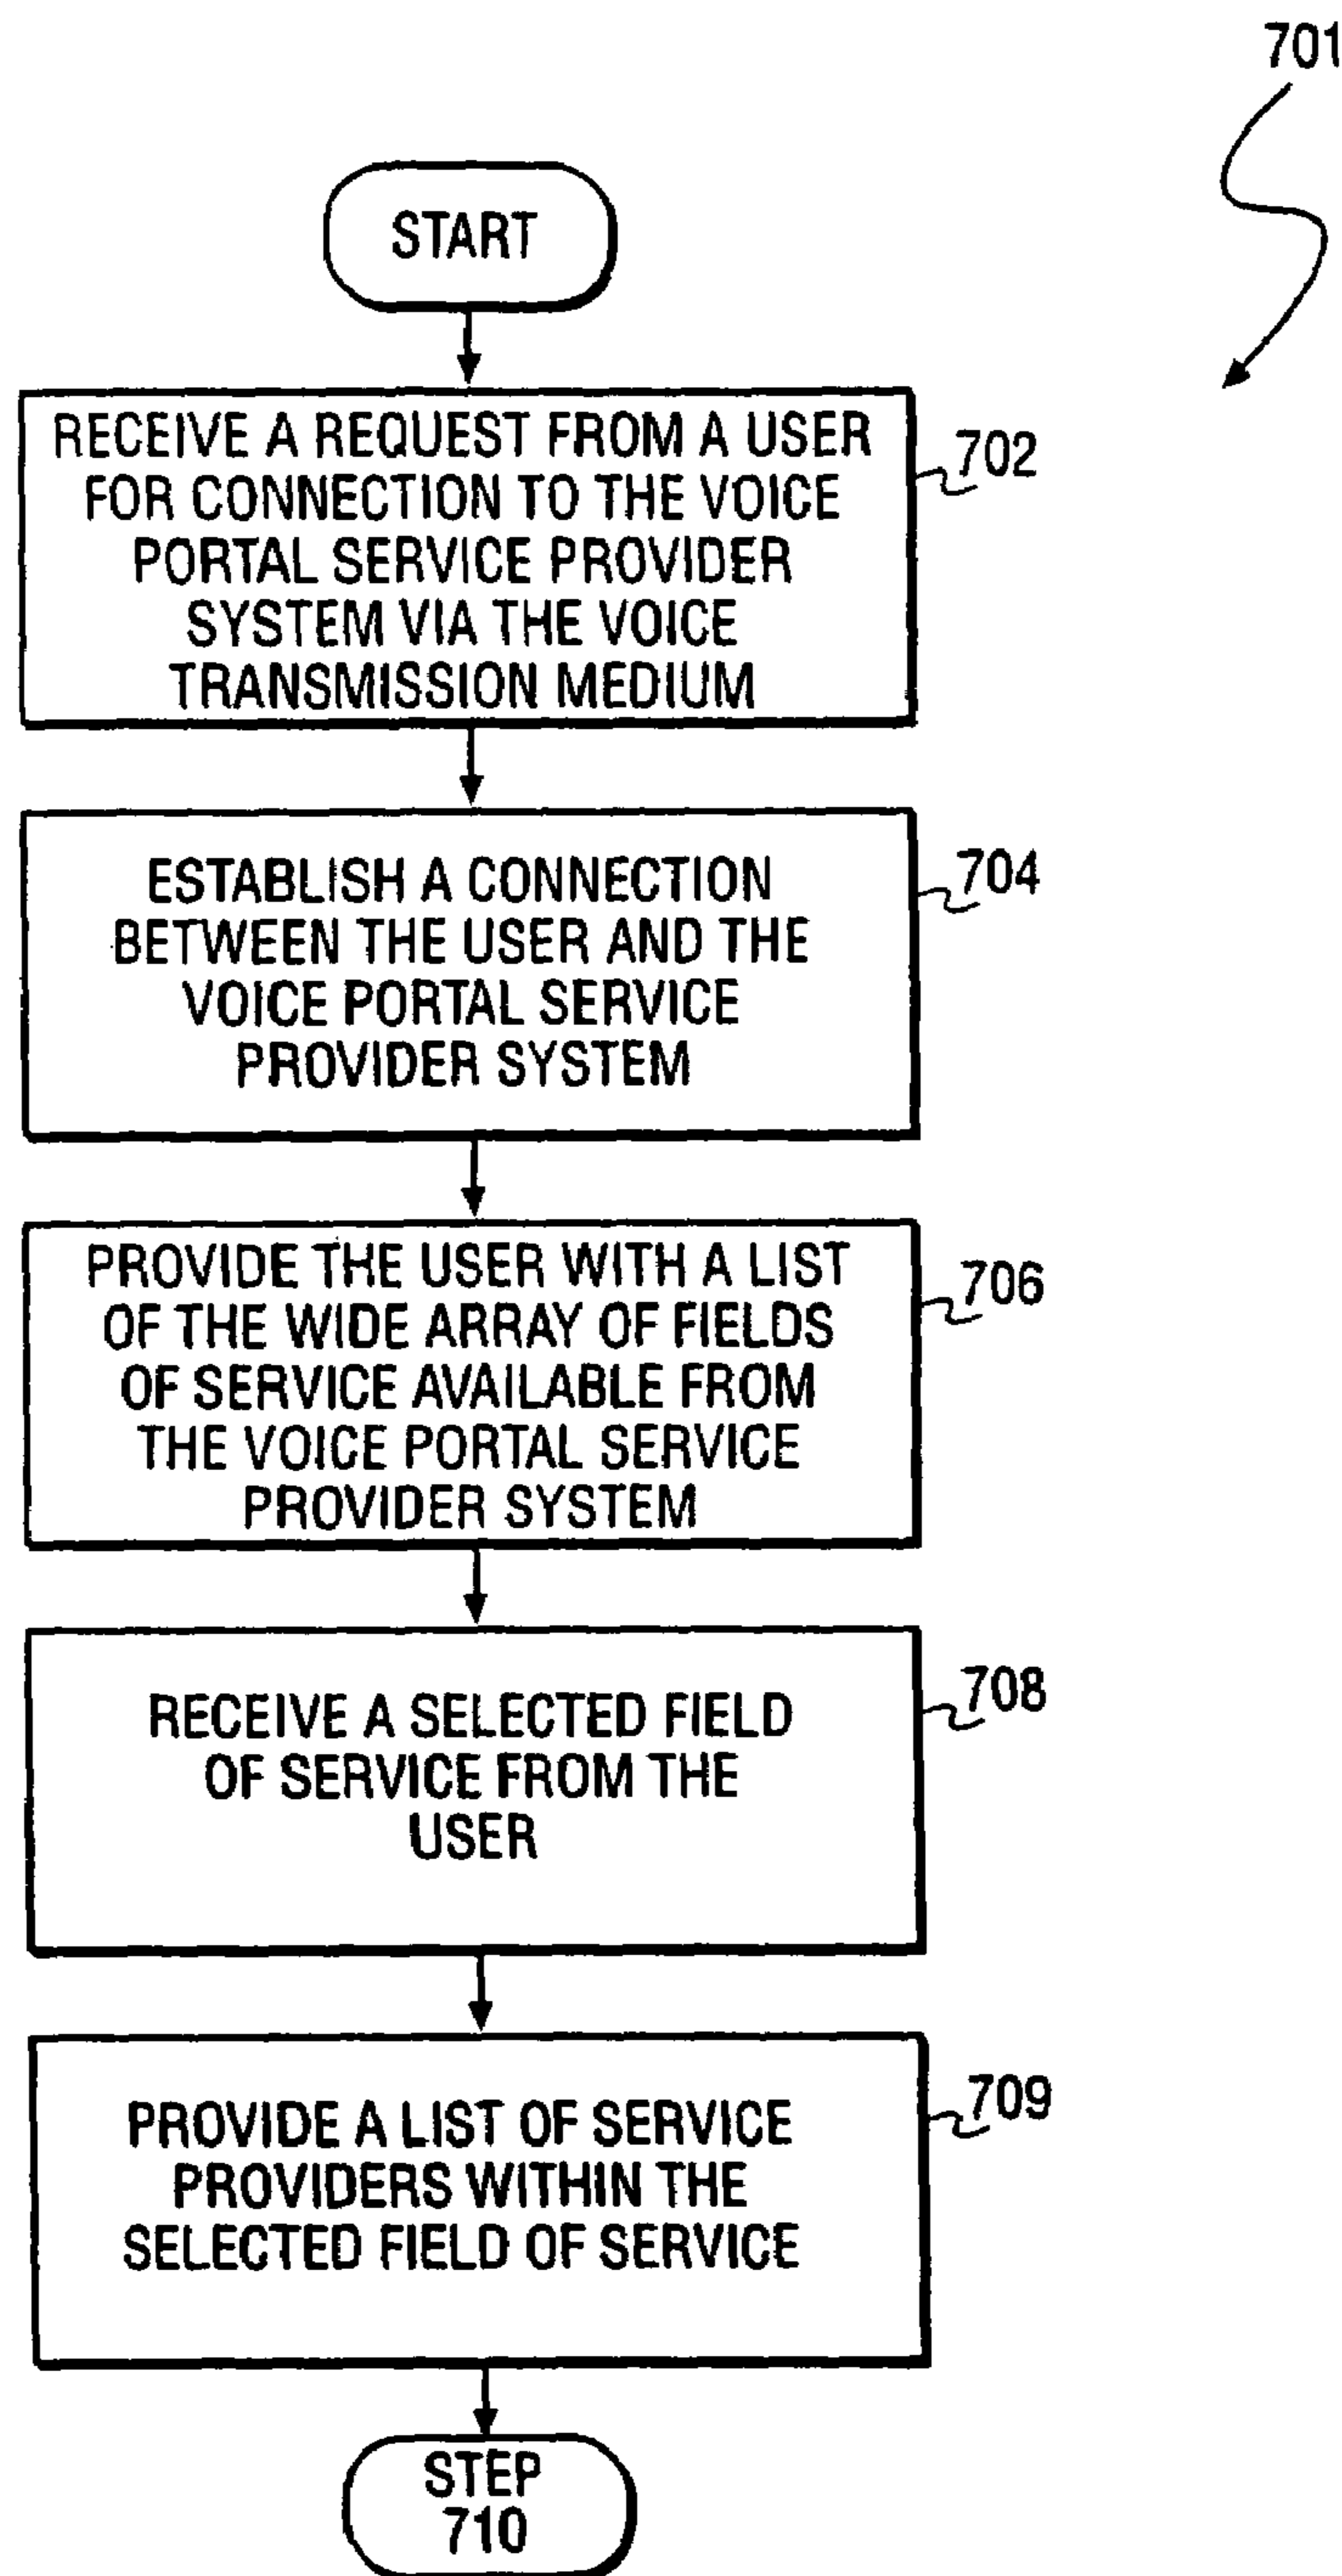 701
START
RECEIVE A REQUEST FROM A USER
FOR CONNECTION TO THE VOICE
PORTAL SERVICE PROVIDER
SYSTEM VIA THE VOICE
TRANSMISSION MEDIUM
702
ESTABLISH A CONNECTION
BETWEEN THE USER AND THE
VOICE PORTAL SERVICE
PROVIDER SYSTEM
704
PROVIDE THE USER WITH A LIST
OF THE WIDE ARRAY OF FIELDS
OF SERVICE AVAILABLE FROM
THE VOICE PORTAL SERVICE
PROVIDER SYSTEM
706
RECEIVE A SELECTED FIELD
OF SERVICE FROM THE
USER
708
PROVIDE A LIST OF SERVICE
PROVIDERS WITHIN THE
SELECTED FIELD OF SERVICE
709
STEP
710